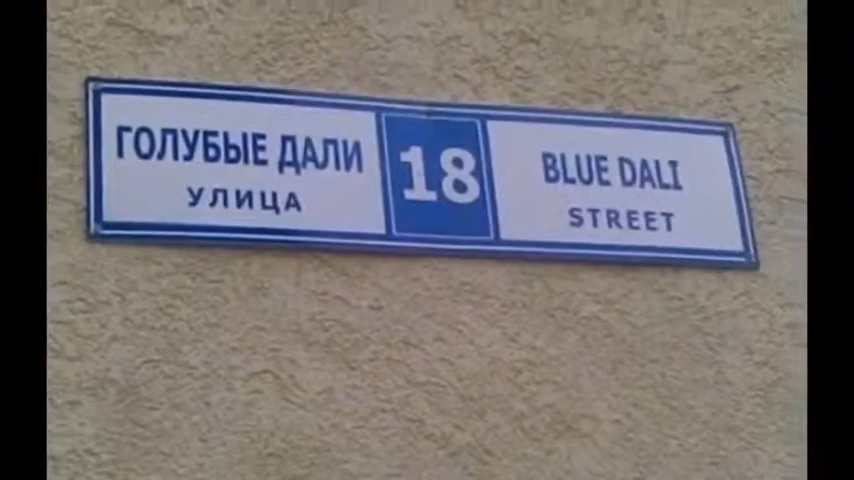 ГОЛУБЫЕ ДАЛИ
УЛИЦА
18
BLUE DALI
STREET